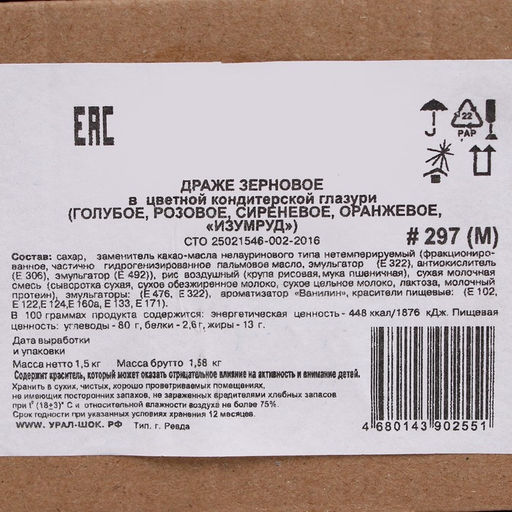 EAC
22
PAP
ДРАЖЕ ЗЕРНОВОЕ
в цветной кондитерской глазури
(ГОЛУБОЕ, РОЗОВОЕ, СИРЕНЕВОЕ, ОРАНЖЕВОЕ,
«ИЗУМРУД»)
СТО 25021546-002-2016
# 297 (М)
Состав: сахар, заменитель какао-масла нелауринового типа нетемперируемый (фракциониро-
ванное, частично гидрогенизированное пальмовое масло, эмульгатор (Е 322), антиокислитель
(Е 306), эмульгатор (Е 492)), рис воздушный (крупа рисовая, мука пшеничная), сухая молочная
смесь (сыворотка сухая, сухое обезжиренное молоко, сухое цельное молоко, лактоза, молочный
протеин), эмульгаторы: (Е 476, Е 322), ароматизатор «Ванилин», красители пищевые: (Е 102,
Е 122,Е 124,Е 160а, Е 133, Е 171).
В 100 граммах продукта содержится: энергетическая ценность - 448 ккал/1876 кДж. Пищевая
ценность: углеводы - 80 г, белки - 2,6г, жиры - 13 г.
Дата выработки
и упаковки
Масса нетто 1,5 кг Масса брутто 1,58 кг
Содержит краситель, который может оказать отрицательное влияние на активность и внимание детей.
Хранить в сухих, чистых, хорошо проветриваемых помещениях,
не имеющих посторонних запахов, не зараженных вредителями хлебных запасов
при t° (18±3)° С и относительной влажности воздуха не более 75%.
Срок годности при указанных условиях хранения 12 месяцев.
WWW. УРАЛ-ШОК. РФ Тип. г. Ревда
4 680143 902551